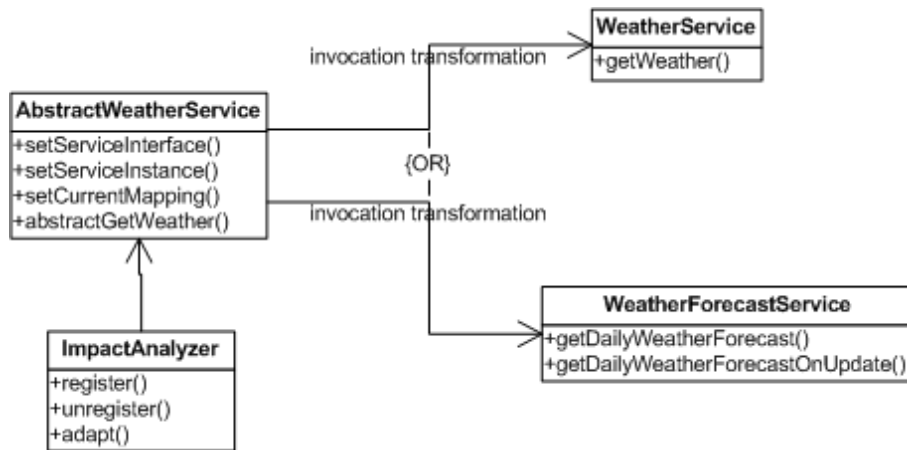 WeatherService
+getWeather()
invocation transformation
AbstractWeatherService
+setServiceInterface()
+setServiceInstance()
+setCurrentMapping()
+abstractGetWeather()
{OR}
invocation transformation
WeatherForecastService
+getDailyWeatherForecast()
+getDailyWeatherForecastOnUpdate()
ImpactAnalyzer
+register()
+unregister()
+adapt()